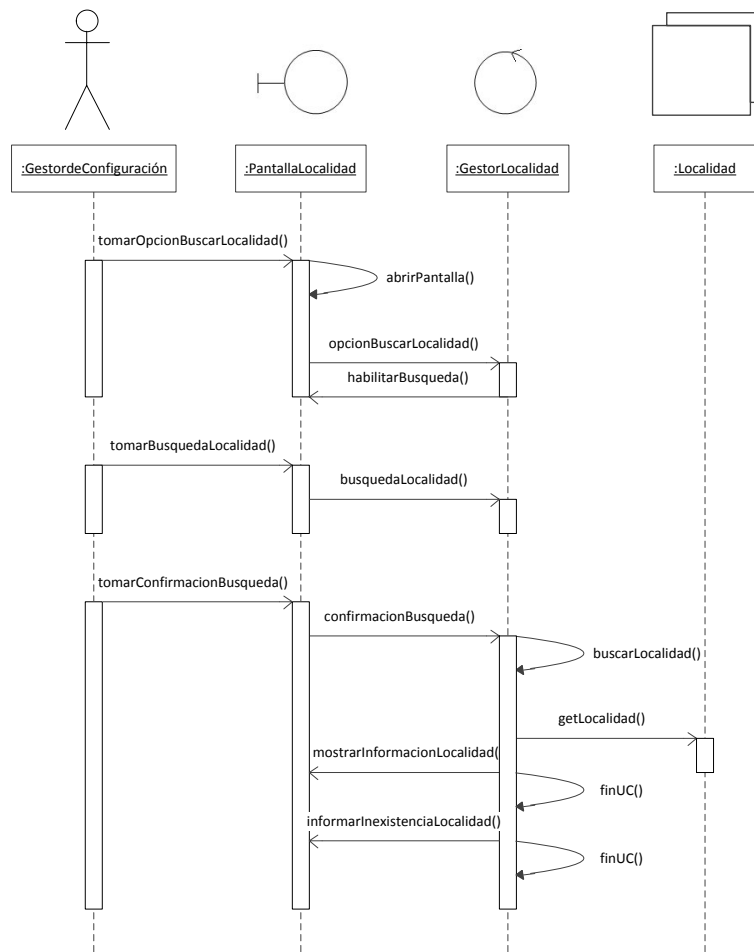 :GestordeConfiguración
:PantallaLocalidad
:GestorLocalidad
:Localidad
tomarOpcionBuscarLocalidad()
abrirPantalla()
opcionBuscarLocalidad()
habilitarBusqueda()
tomarBusquedaLocalidad()
busquedaLocalidad()
tomarConfirmacionBusqueda()
confirmacionBusqueda()
buscarLocalidad()
getLocalidad()
mostrarInformacionLocalidad(
finUC()
informarInexistenciaLocalidad()
finUC()